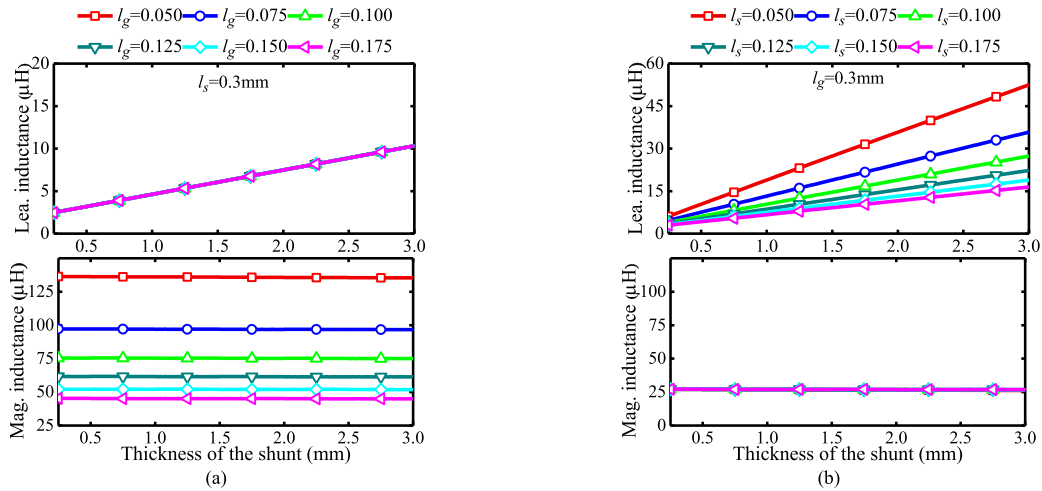 lg=0.050 lg=0.075 lg=0.100
lg=0.125 lg=0.150 lg=0.175
Lea. inductance (μH)
20
15
10
5
0
ls=0.3mm
0.5 1.0 1.5 2.0 2.5 3.0
Mag. inductance (μH)
125
100
75
50
25
0.5 1.0 1.5 2.0 2.5 3.0
Thickness of the shunt (mm)
(a)
ls=0.050 ls=0.075 ls=0.100
ls=0.125 ls=0.150 ls=0.175
Lea. inductance (μH)
60
45
30
15
0
lg=0.3mm
0.5 1.0 1.5 2.0 2.5 3.0
Mag. inductance (μH)
100
75
50
25
0
0.5 1.0 1.5 2.0 2.5 3.0
Thickness of the shunt (mm)
(b)